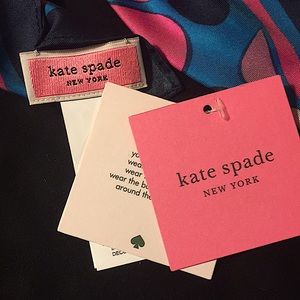 kate spade
NEW YORK
wear
wear the
around the
kate spade
NEW YORK